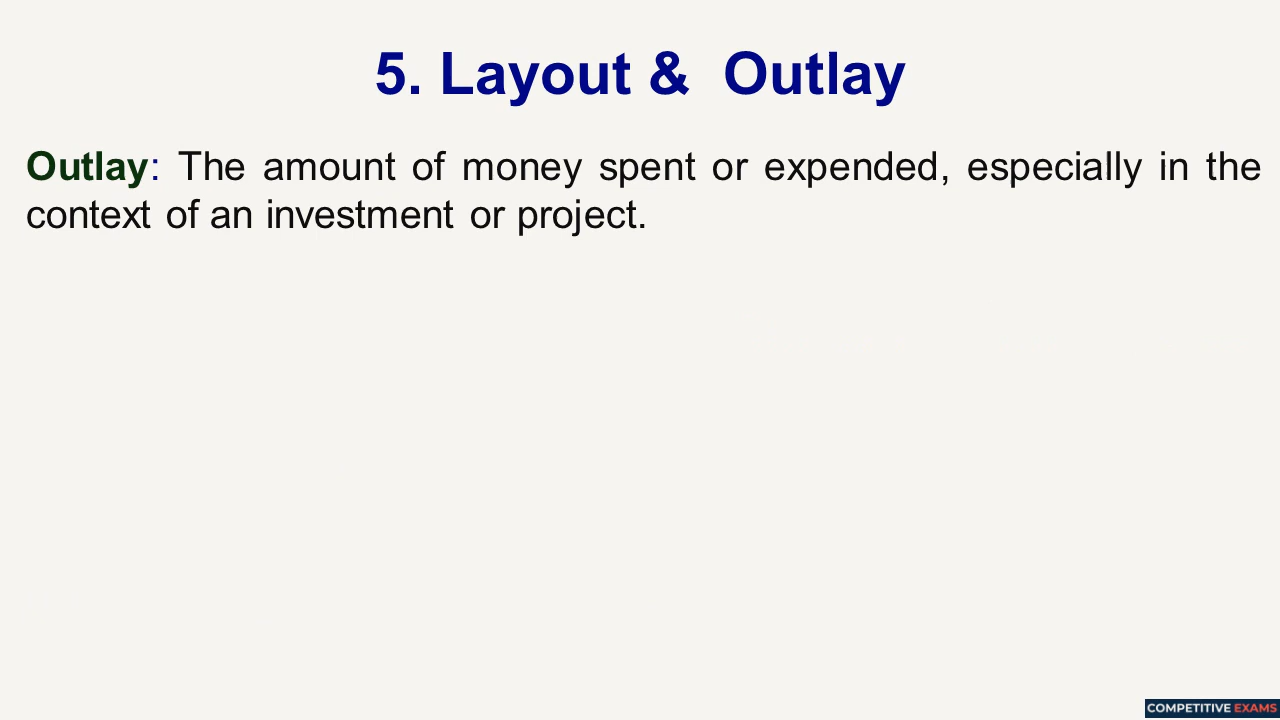 5. Layout & Outlay
Outlay: The amount of money spent or expended, especially in the
context of an investment or project.
COMPETITIVE EXAMS